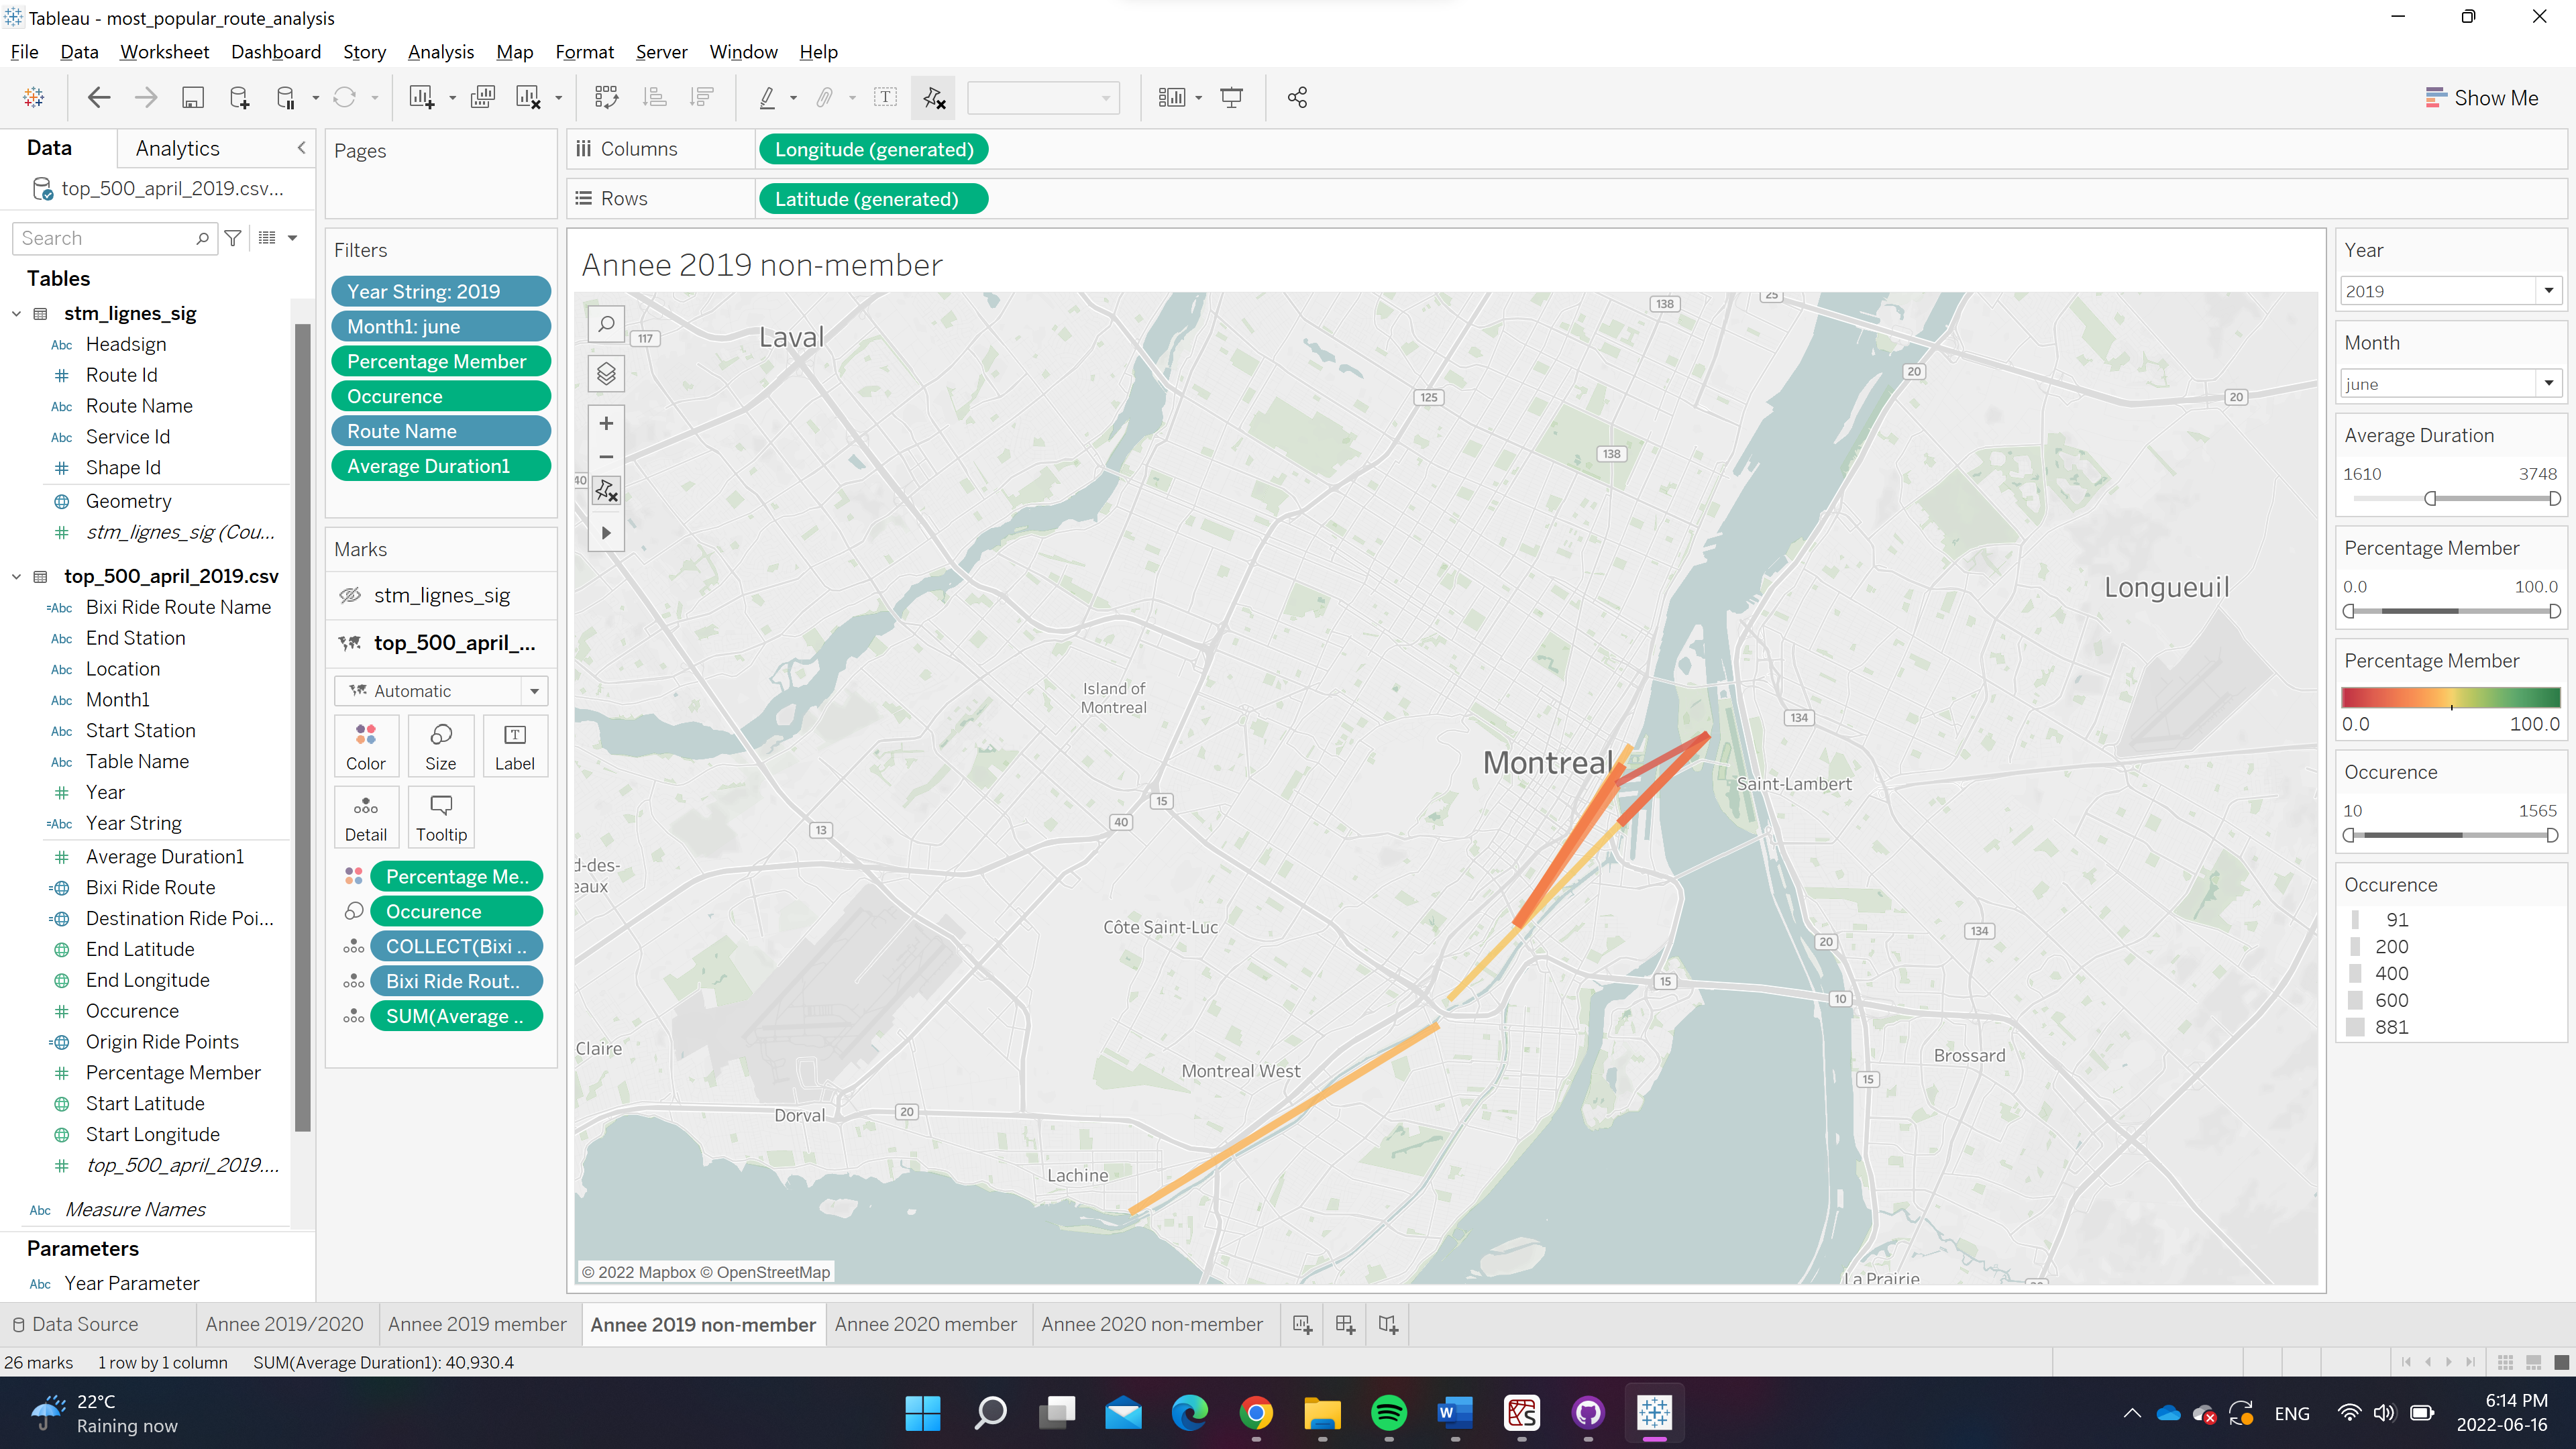 Tableau - most_popular_route_analysis
File Data Worksheet Dashboard Story Analysis Map Format Server Window Help
Show Me
Data
Analytics
top_500_april_2019.csv...
Search
Tables
stm_lignes_sig
Abc Headsign
Route Id
Abc Route Name
Abc Service Id
Shape Id
Geometry
stm_lignes_sig (Cou...
top_500_april_2019.csv
=Abc Bixi Ride Route Name
Abc End Station
Abc Location
Abc Month1
Abc Start Station
Abc Table Name
Year
=Abc Year String
Average Duration1
Bixi Ride Route
Destination Ride Poi...
End Latitude
End Longitude
Occurence
Origin Ride Points
Percentage Member
Start Latitude
Start Longitude
top_500_april_2019....
Abc Measure Names
Parameters
Abc Year Parameter
Pages
Filters
Year String: 2019
Month1: june
Percentage Member
Occurence
Route Name
Average Duration1
Marks
stm_lignes_sig
top_500_april_...
Automatic
Color
Size
Label
Detail
Tooltip
Percentage Me..
Occurence
COLLECT(Bixi ..
Bixi Ride Rout..
SUM(Average ..
Columns
Longitude (generated)
Rows
Latitude (generated)
Annee 2019 non-member
138
25
117
Laval
20
20
125
40
138
Longueuil
Island of
Montreal
134
Montreal
Saint-Lambert
15
40
13
d-des-
eaux
Côte Saint-Luc
134
20
15
10
Claire
Brossard
Montreal West
15
Dorval
20
Lachine
La Prairie
© 2022 Mapbox © OpenStreetMap
Year
2019
Month
june
Average Duration
1610 3748
Percentage Member
0.0 100.0
Percentage Member
0.0 100.0
Occurence
10 1565
Occurence
91
200
400
600
881
Data Source
Annee 2019/2020
Annee 2019 member
Annee 2019 non-member
Annee 2020 member
Annee 2020 non-member
26 marks 1 row by 1 column SUM(Average Duration1): 40,930.4
22°C
Raining now
ENG
6:14 PM
2022-06-16